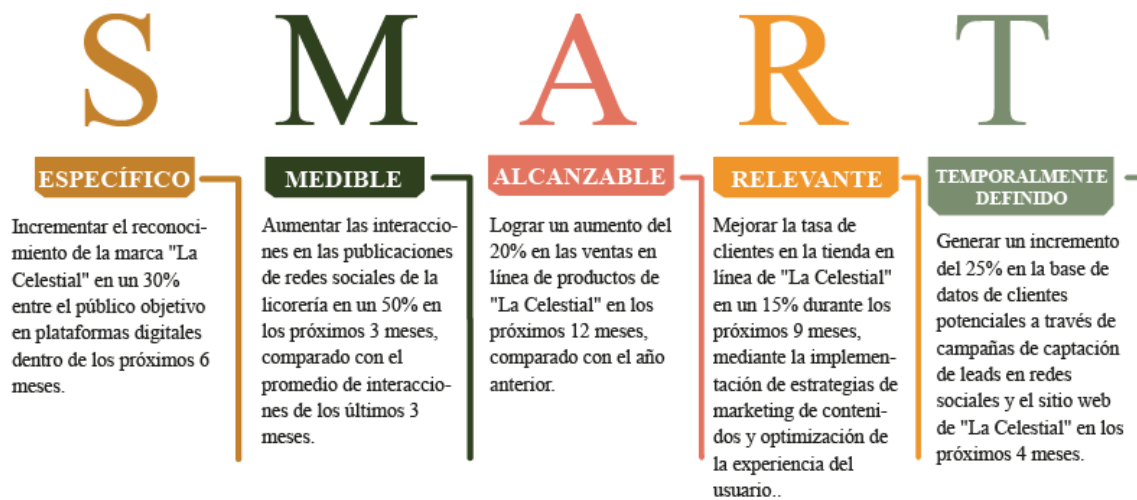 S
ESPECÍFICO
Incrementar el reconoci-
miento de la marca "La
Celestial" en un 30%
entre el público objetivo
en plataformas digitales
dentro de los próximos 6
meses.
M
MEDIBLE
Aumentar las interaccio-
nes en las publicaciones
de redes sociales de la
licorería en un 50% en
los próximos 3 meses,
comparado con el
promedio de interaccio-
nes de los últimos 3
meses.
A
ALCANZABLE
Lograr un aumento del
20% en las ventas en
línea de productos de
"La Celestial" en los
próximos 12 meses,
comparado con el año
anterior.
R
RELEVANTE
Mejorar la tasa de
clientes en la tienda en
línea de "La Celestial"
en un 15% durante los
próximos 9 meses,
mediante la implemen-
tación de estrategias de
marketing de conteni-
dos y optimización de
la experiencia del
usuario..
T
TEMPORALMENTE
DEFINIDO
Generar un incremento
del 25% en la base de
datos de clientes
potenciales a través de
campañas de captación
de leads en redes
sociales y el sitio web
de "La Celestial" en los
próximos 4 meses.